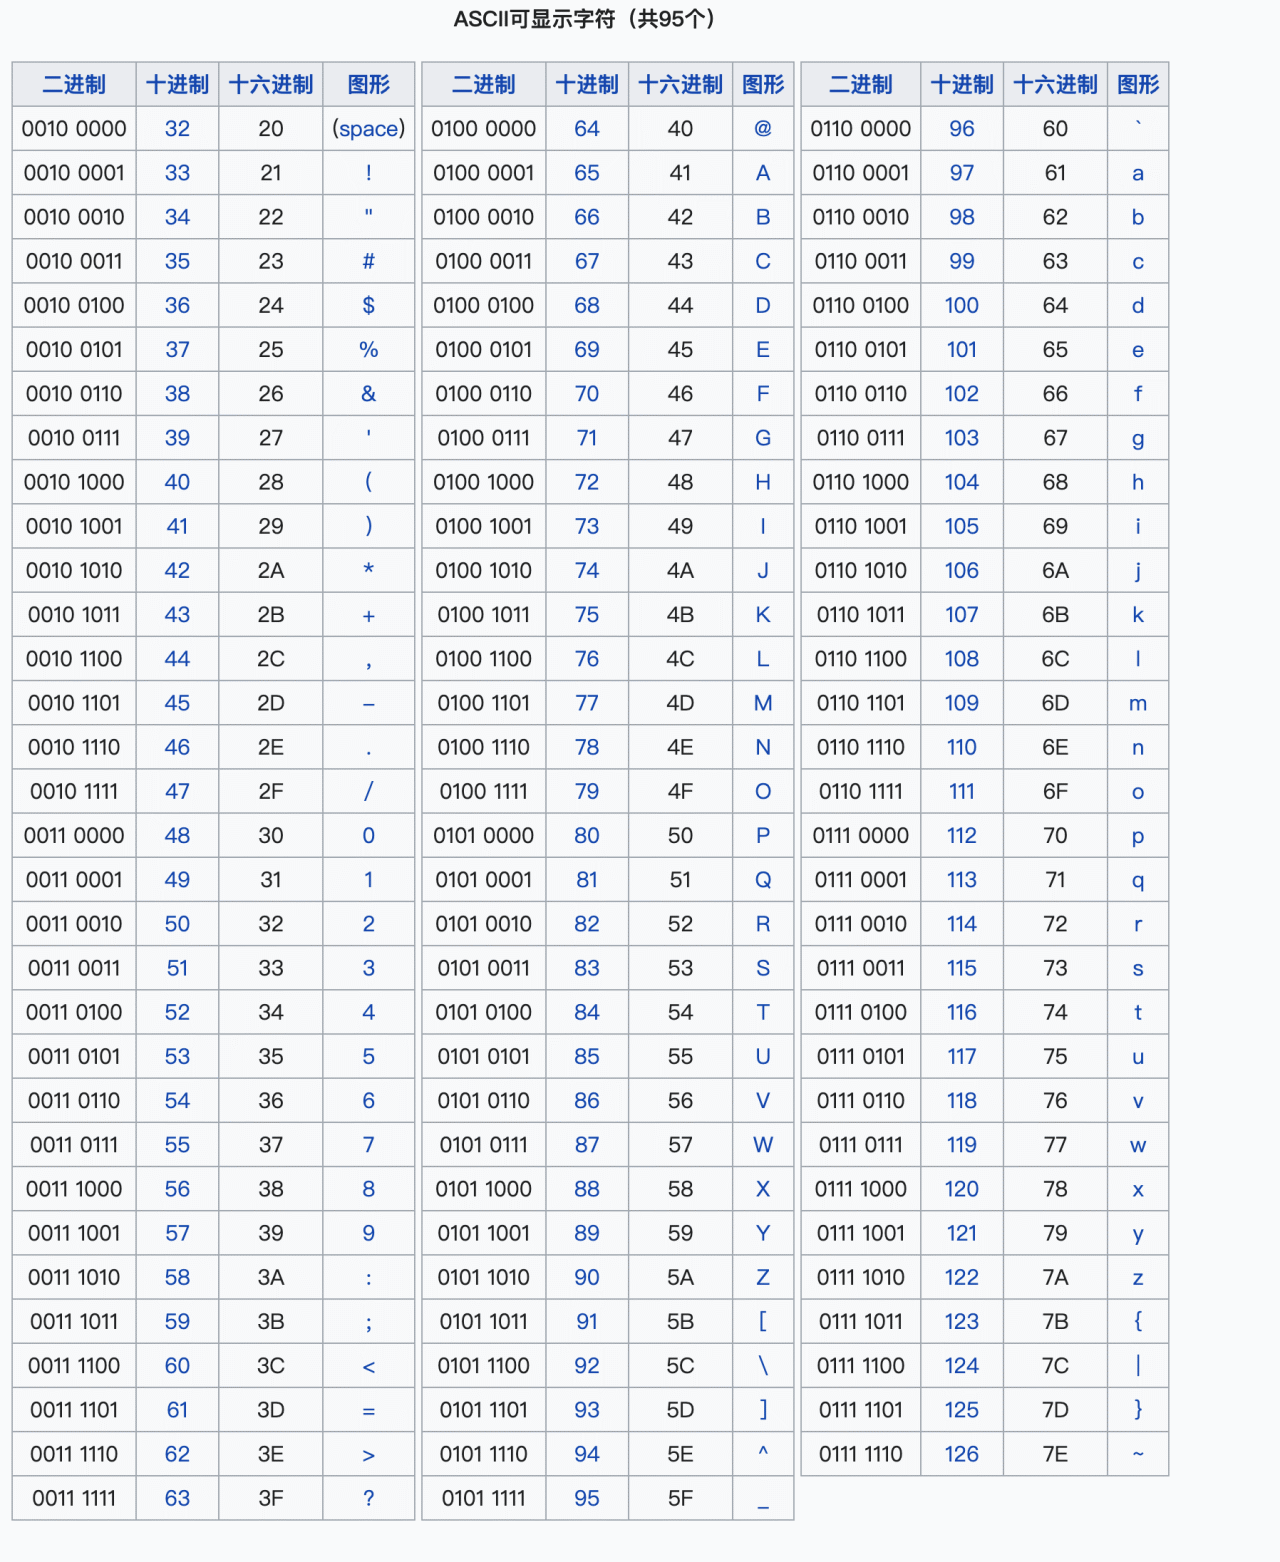 ASCII可显示字符（共95个）
二进制 十进制 十六进制 图形 二进制 十进制 十六进制 图形 二进制 十进制 十六进制 图形
0010 0000 32 20 (space) 0100 0000 64 40 @ 0110 0000 96 60 `
0010 0001 33 21 ! 0100 0001 65 41 A 0110 0001 97 61 a
0010 0010 34 22 " 0100 0010 66 42 B 0110 0010 98 62 b
0010 0011 35 23 # 0100 0011 67 43 C 0110 0011 99 63 c
0010 0100 36 24 $ 0100 0100 68 44 D 0110 0100 100 64 d
0010 0101 37 25 % 0100 0101 69 45 E 0110 0101 101 65 e
0010 0110 38 26 & 0100 0110 70 46 F 0110 0110 102 66 f
0010 0111 39 27 ' 0100 0111 71 47 G 0110 0111 103 67 g
0010 1000 40 28 ( 0100 1000 72 48 H 0110 1000 104 68 h
0010 1001 41 29 ) 0100 1001 73 49 I 0110 1001 105 69 i
0010 1010 42 2A * 0100 1010 74 4A J 0110 1010 106 6A j
0010 1011 43 2B + 0100 1011 75 4B K 0110 1011 107 6B k
0010 1100 44 2C , 0100 1100 76 4C L 0110 1100 108 6C l
0010 1101 45 2D − 0100 1101 77 4D M 0110 1101 109 6D m
0010 1110 46 2E . 0100 1110 78 4E N 0110 1110 110 6E n
0010 1111 47 2F / 0100 1111 79 4F O 0110 1111 111 6F o
0011 0000 48 30 0 0101 0000 80 50 P 0111 0000 112 70 p
0011 0001 49 31 1 0101 0001 81 51 Q 0111 0001 113 71 q
0011 0010 50 32 2 0101 0010 82 52 R 0111 0010 114 72 r
0011 0011 51 33 3 0101 0011 83 53 S 0111 0011 115 73 s
0011 0100 52 34 4 0101 0100 84 54 T 0111 0100 116 74 t
0011 0101 53 35 5 0101 0101 85 55 U 0111 0101 117 75 u
0011 0110 54 36 6 0101 0110 86 56 V 0111 0110 118 76 v
0011 0111 55 37 7 0101 0111 87 57 W 0111 0111 119 77 w
0011 1000 56 38 8 0101 1000 88 58 X 0111 1000 120 78 x
0011 1001 57 39 9 0101 1001 89 59 Y 0111 1001 121 79 y
0011 1010 58 3A : 0101 1010 90 5A Z 0111 1010 122 7A z
0011 1011 59 3B ; 0101 1011 91 5B [ 0111 1011 123 7B {
0011 1100 60 3C < 0101 1100 92 5C \ 0111 1100 124 7C |
0011 1101 61 3D = 0101 1101 93 5D ] 0111 1101 125 7D }
0011 1110 62 3E > 0101 1110 94 5E ^ 0111 1110 126 7E ~
0011 1111 63 3F ? 0101 1111 95 5F _